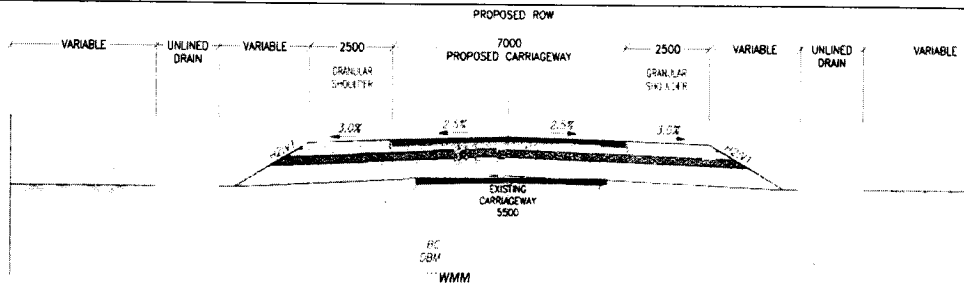 PROPOSED ROW
VARIABLE
UNLINED
DRAIN
VARIABLE
2500
7000
PROPOSED CARRIAGEWAY
2500
VARIABLE
UNLINED
DRAIN
VARIABLE
GRANULAR
SHOULDER
GRANULAR
SHOULDER
3.0%
2.5%
2.5%
3.0%
EXISTING
CARRIAGEWAY
5500
BC
DBM
WMM